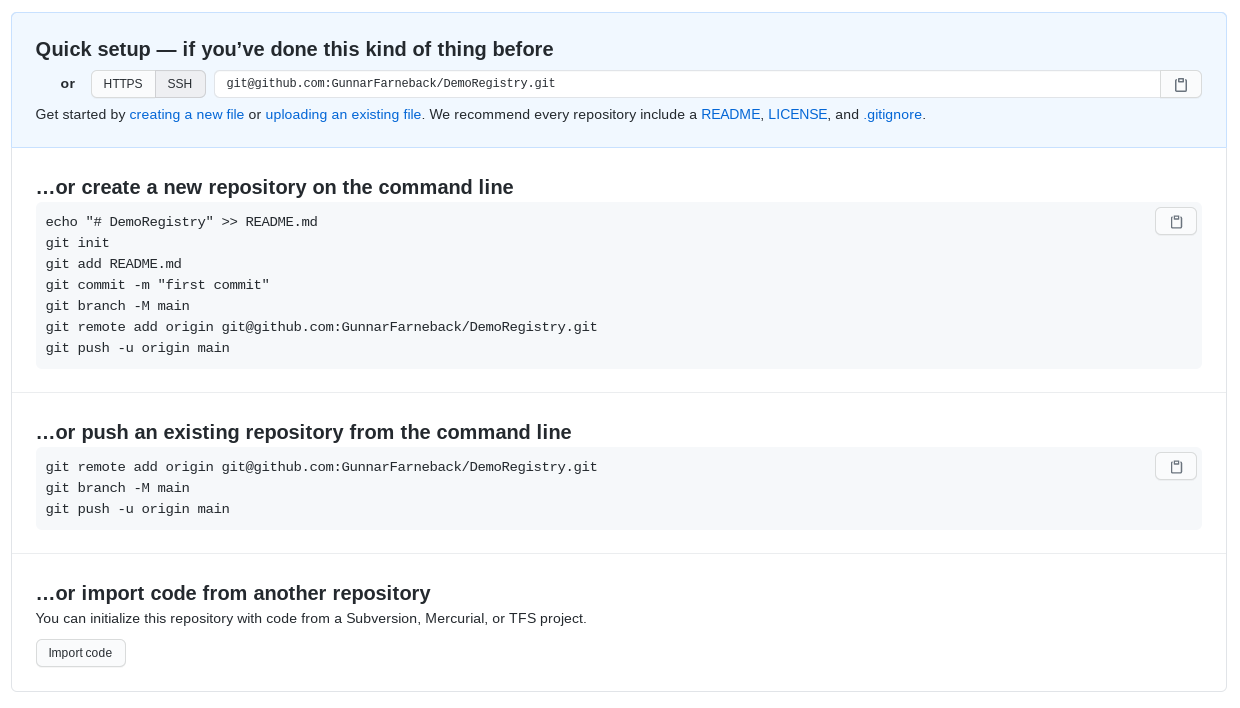 Quick setup — if you’ve done this kind of thing before
or HTTPS SSH git@github.com:GunnarFarneback/DemoRegistry.git
Get started by creating a new file or uploading an existing file. We recommend every repository include a README, LICENSE, and .gitignore.
…or create a new repository on the command line
echo "# DemoRegistry" >> README.md
git init
git add README.md
git commit -m "first commit"
git branch -M main
git remote add origin git@github.com:GunnarFarneback/DemoRegistry.git
git push -u origin main
…or push an existing repository from the command line
git remote add origin git@github.com:GunnarFarneback/DemoRegistry.git
git branch -M main
git push -u origin main
…or import code from another repository
You can initialize this repository with code from a Subversion, Mercurial, or TFS project.
Import code